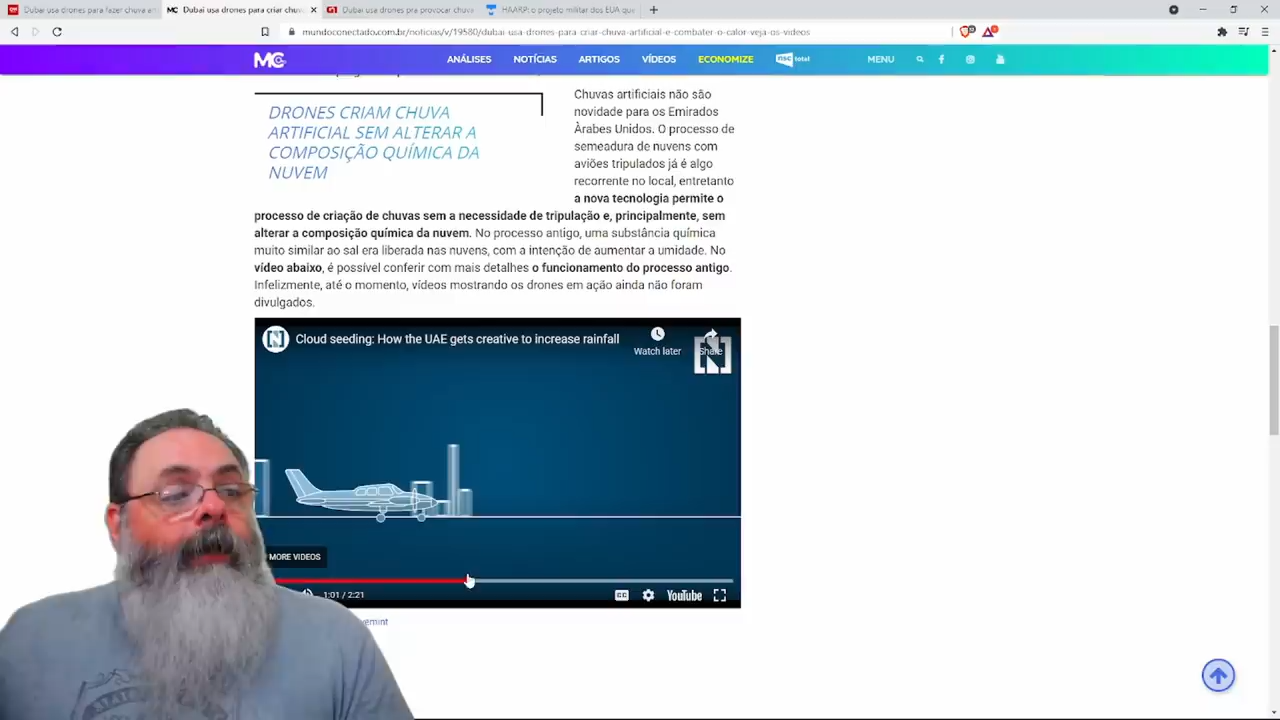 Dubai usa drones para fazer chuva an
Dubai usa drones para criar chuv
Dubai usa drones pra provocar chuva
HAARP: o projeto militar dos EUA qu
mundoconectado.com.br/noticias/v/19580/dubai-usa-drones-para-criar-chuva-artificial-e-combater-o-calor-veja-os-videos
MC
ANÁLISES NOTÍCIAS ARTIGOS VÍDEOS ECONOMIZE nsc total MENU
DRONES CRIAM CHUVA
ARTIFICIAL SEM ALTERAR A
COMPOSIÇÃO QUÍMICA DA
NUVEM
Chuvas artificiais não são
novidade para os Emirados
Árabes Unidos. O processo de
semeadura de nuvens com
aviões tripulados já é algo
recorrente no local, entretanto
a nova tecnologia permite o
processo de criação de chuvas sem a necessidade de tripulação e, principalmente, sem
alterar a composição química da nuvem. No processo antigo, uma substância química
muito similar ao sal era liberada nas nuvens, com a intenção de aumentar a umidade. No
vídeo abaixo, é possível conferir com mais detalhes o funcionamento do processo antigo.
Infelizmente, até o momento, vídeos mostrando os drones em ação ainda não foram
divulgados.
Cloud seeding: How the UAE gets creative to increase rainfall
Watch later
Share
MORE VIDEOS
1:01 / 2:21
CC
YouTube
emint